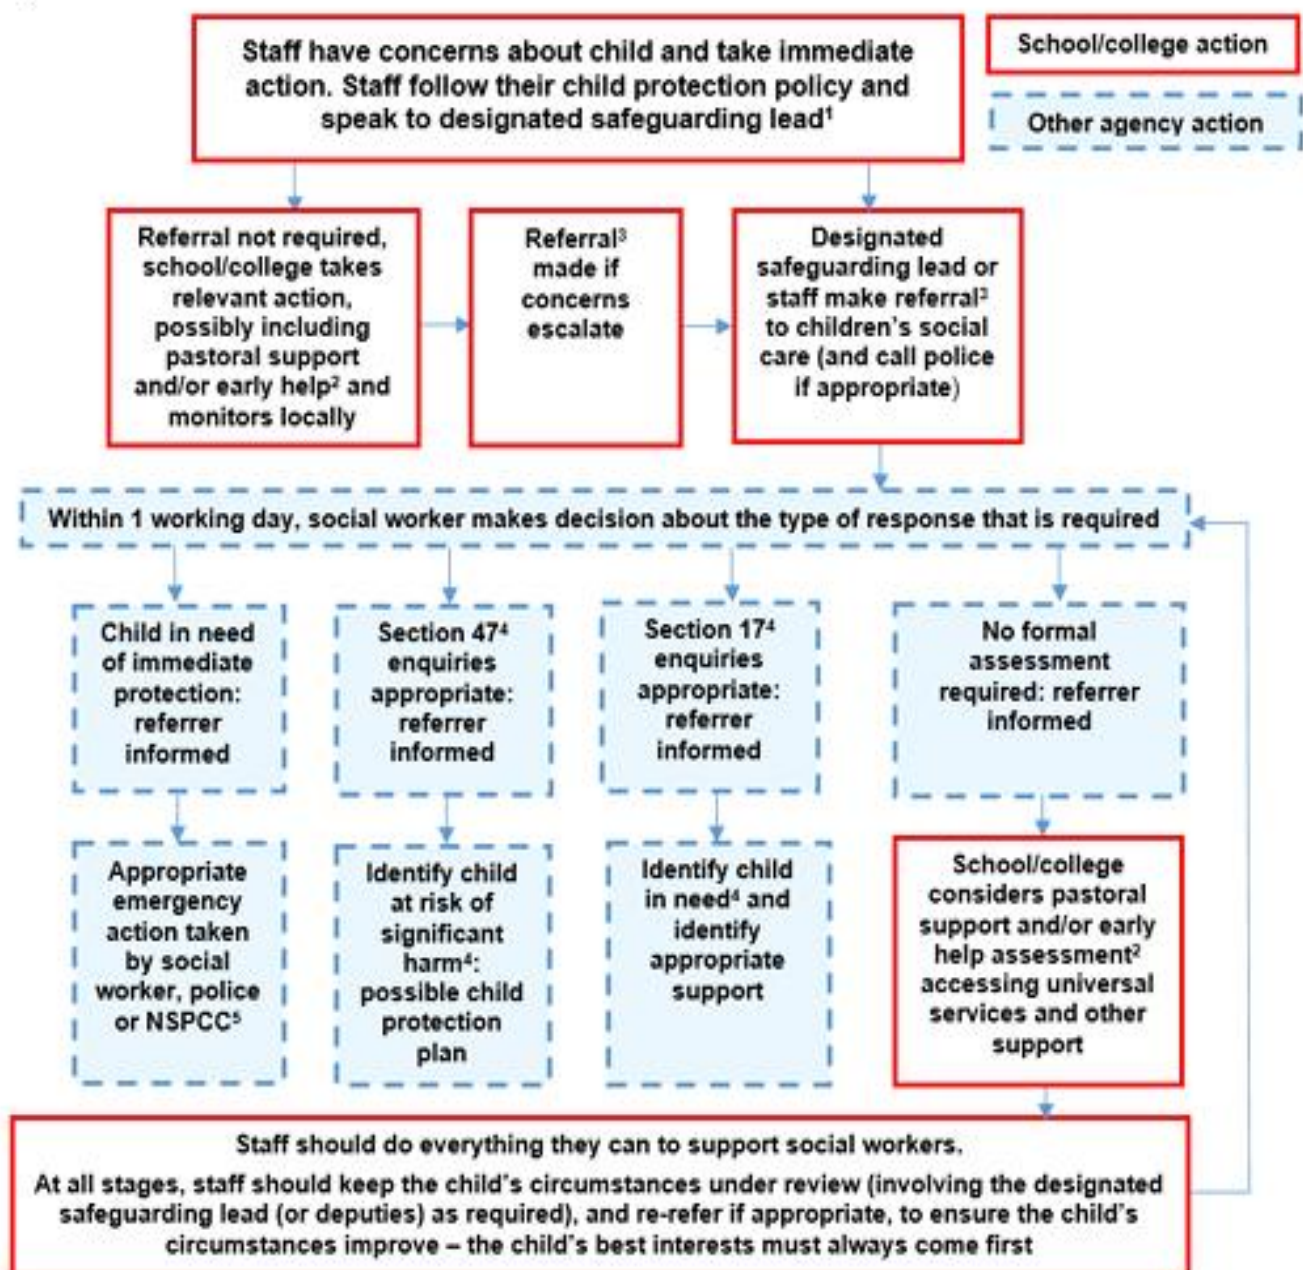 Staff have concerns about child and take immediate
action. Staff follow their child protection policy and
speak to designated safeguarding lead¹
School/college action
Other agency action
Referral not required,
school/college takes
relevant action,
possibly including
pastoral support
and/or early help² and
monitors locally
Referral³
made if
concerns
escalate
Designated
safeguarding lead or
staff make referral³
to children's social
care (and call police
if appropriate)
Within 1 working day, social worker makes decision about the type of response that is required
Child in need
of immediate
protection:
referrer
informed
Section 47⁴
enquiries
appropriate:
referrer
informed
Section 17⁴
enquiries
appropriate:
referrer
informed
No formal
assessment
required: referrer
informed
Appropriate
emergency
action taken
by social
worker, police
or NSPCC⁵
Identify child
at risk of
significant
harm⁴:
possible child
protection
plan
Identify child
in need⁴ and
identify
appropriate
support
School/college
considers pastoral
support and/or early
help assessment²
accessing universal
services and other
support
Staff should do everything they can to support social workers.
At all stages, staff should keep the child's circumstances under review (involving the designated
safeguarding lead (or deputies) as required), and re-refer if appropriate, to ensure the child's
circumstances improve – the child's best interests must always come first